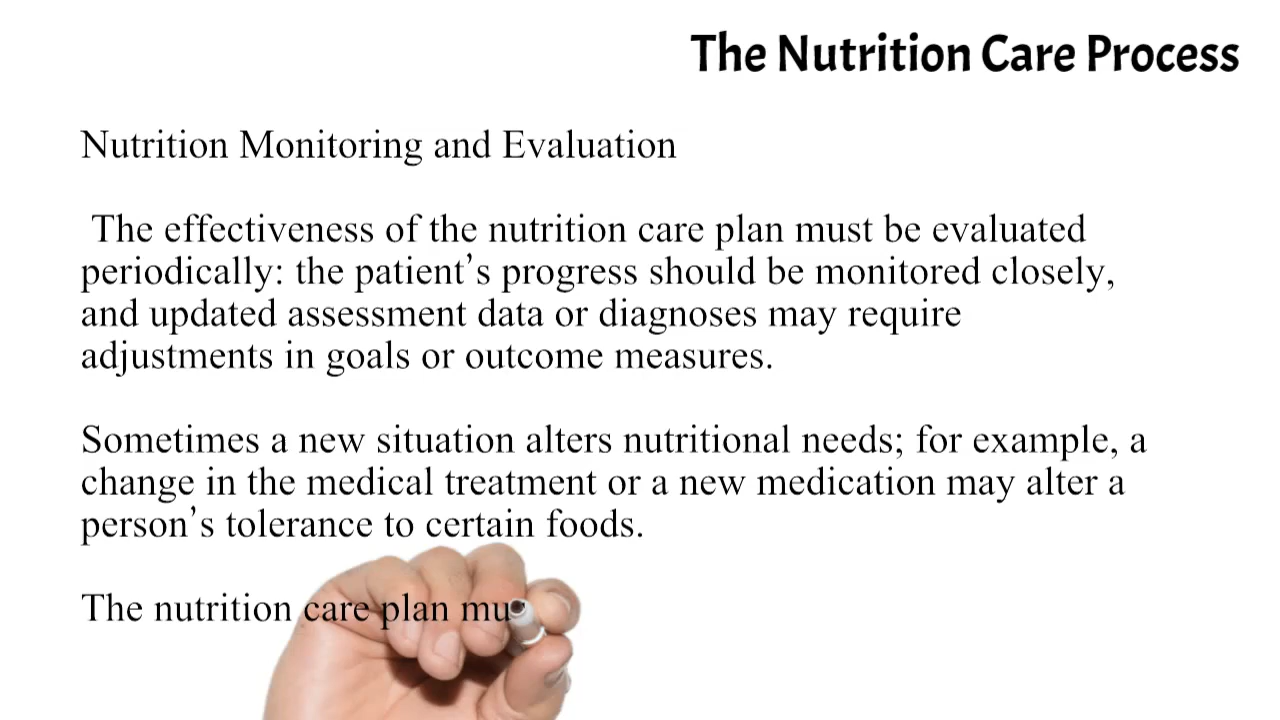 The Nutrition Care Process
Nutrition Monitoring and Evaluation
The effectiveness of the nutrition care plan must be evaluated
periodically: the patient’s progress should be monitored closely,
and updated assessment data or diagnoses may require
adjustments in goals or outcome measures.
Sometimes a new situation alters nutritional needs; for example, a
change in the medical treatment or a new medication may alter a
person’s tolerance to certain foods.
The nutrition care plan mu